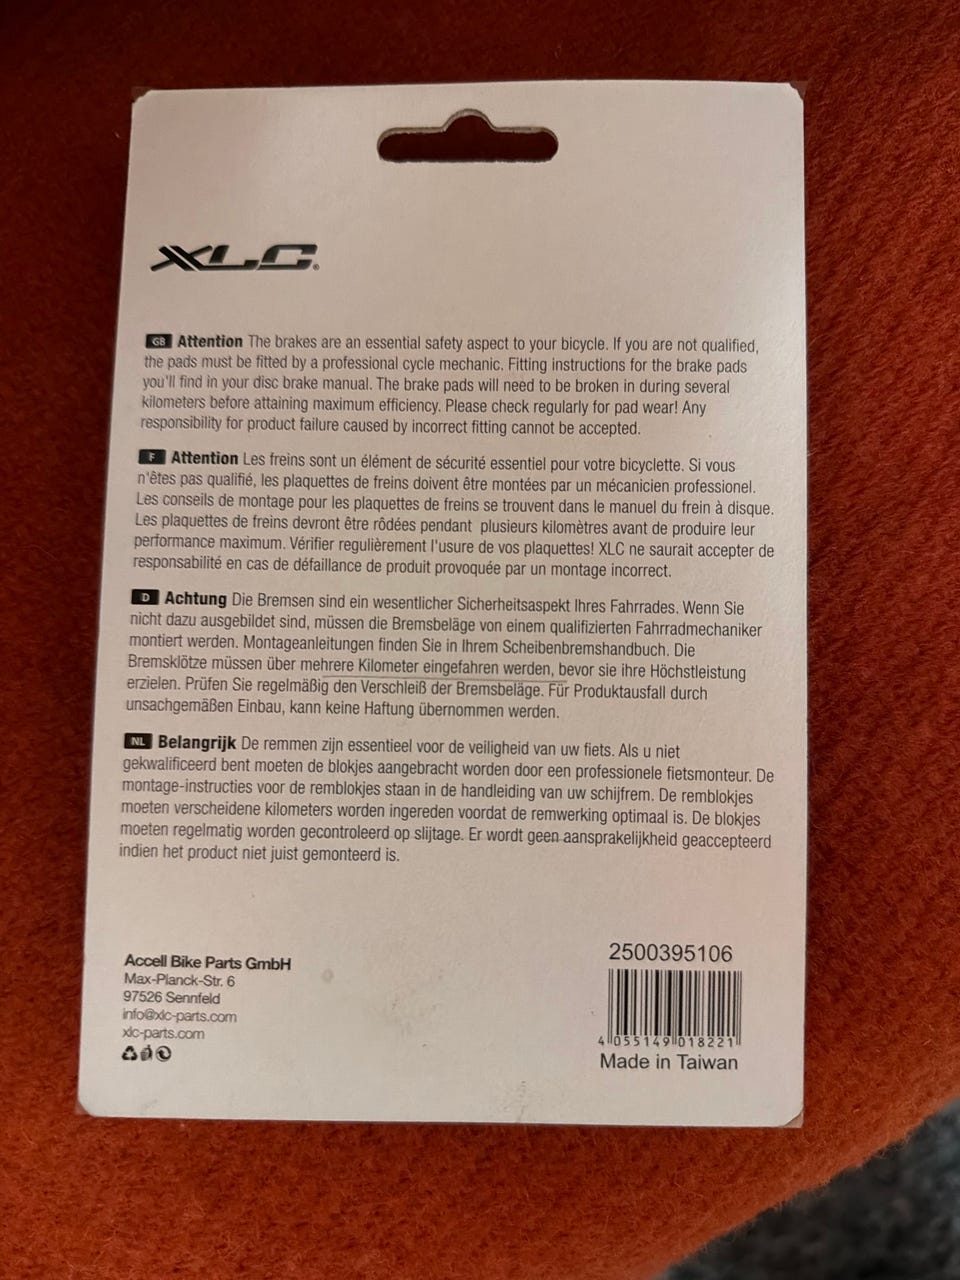 XLC®
GB Attention The brakes are an essential safety aspect to your bicycle. If you are not qualified,
the pads must be fitted by a professional cycle mechanic. Fitting instructions for the brake pads
you'll find in your disc brake manual. The brake pads will need to be broken in during several
kilometers before attaining maximum efficiency. Please check regularly for pad wear! Any
responsibility for product failure caused by incorrect fitting cannot be accepted.
F Attention Les freins sont un élément de sécurité essentiel pour votre bicyclette. Si vous
n'êtes pas qualifié, les plaquettes de freins doivent être montées par un mécanicien professionel.
Les conseils de montage pour les plaquettes de freins se trouvent dans le manuel du frein à disque.
Les plaquettes de freins devront être rôdées pendant plusieurs kilomètres avant de produire leur
performance maximum. Vérifier regulièrement l'usure de vos plaquettes! XLC ne saurait accepter de
responsabilité en cas de défaillance de produit provoquée par un montage incorrect.
D Achtung Die Bremsen sind ein wesentlicher Sicherheitsaspekt Ihres Fahrrades. Wenn Sie
nicht dazu ausgebildet sind, müssen die Bremsbeläge von einem qualifizierten Fahrradmechaniker
montiert werden. Montageanleitungen finden Sie in Ihrem Scheibenbremshandbuch. Die
Bremsklötze müssen über mehrere Kilometer eingefahren werden, bevor sie ihre Höchstleistung
erzielen. Prüfen Sie regelmäßig den Verschleiß der Bremsbeläge. Für Produktausfall durch
unsachgemäßen Einbau, kann keine Haftung übernommen werden.
NL Belangrijk De remmen zijn essentieel voor de veiligheid van uw fiets. Als u niet
gekwalificeerd bent moeten de blokjes aangebracht worden door een professionele fietsmonteur. De
montage-instructies voor de remblokjes staan in de handleiding van uw schijfrem. De remblokjes
moeten verscheidene kilometers worden ingereden voordat de remwerking optimaal is. De blokjes
moeten regelmatig worden gecontroleerd op slijtage. Er wordt geen aansprakelijkheid geaccepteerd
indien het product niet juist gemonteerd is.
Accell Bike Parts GmbH
Max-Planck-Str. 6
97526 Sennfeld
info@xlc-parts.com
xlc-parts.com
2500395106
4 055149 018221
Made in Taiwan